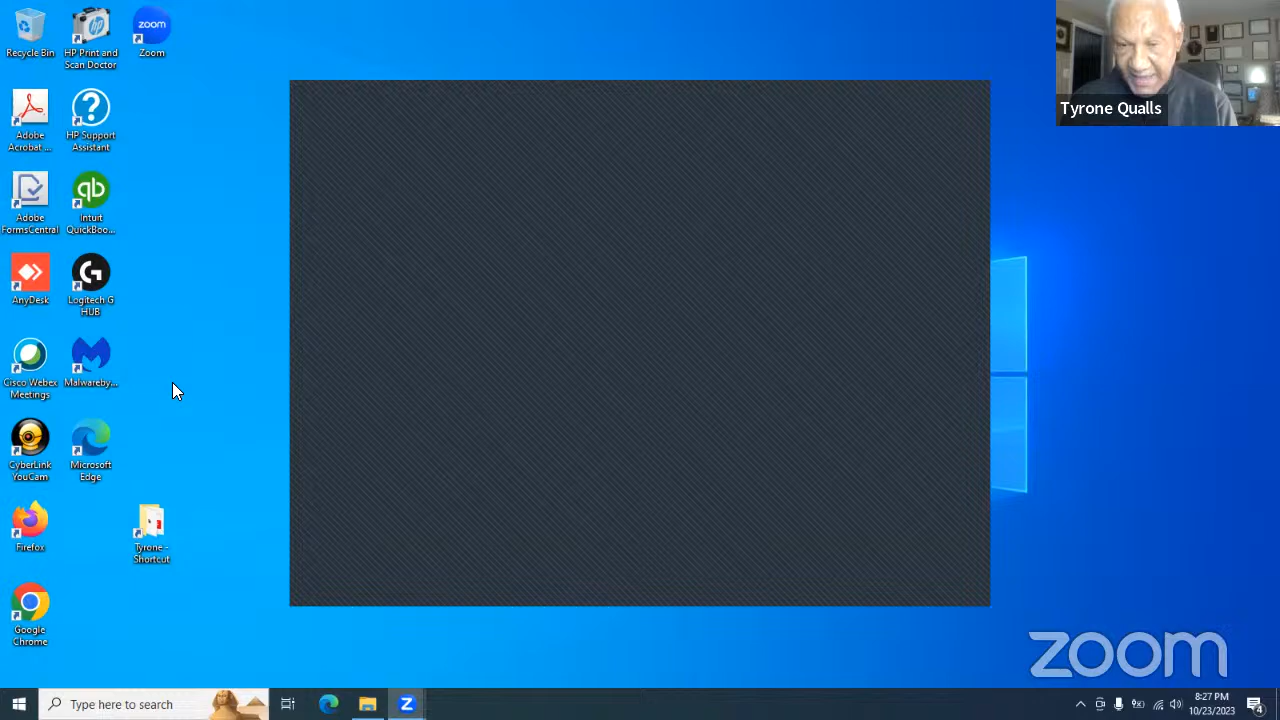 Recycle Bin
HP Print and
Scan Doctor
zoom
Zoom
Adobe
Acrobat ...
?
HP Support
Assistant
Adobe
FormsCentral
qb
Intuit
QuickBoo...
AnyDesk
G
Logitech G
HUB
Cisco Webex
Meetings
Malwareby...
CyberLink
YouCam
Microsoft
Edge
Firefox
Tyrone -
Shortcut
Google
Chrome
Tyrone Qualls
zoom
Type here to search
Z
8:27 PM
10/23/2023
4